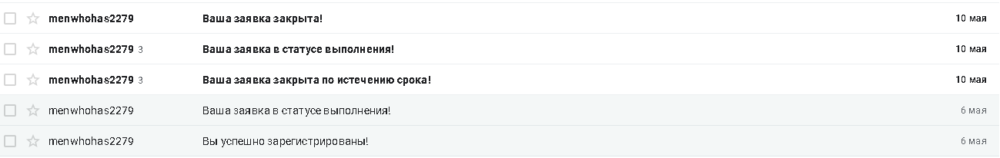 menwhohas2279 Ваша заявка закрыта! 10 мая
menwhohas2279 3 Ваша заявка в статусе выполнения! 10 мая
menwhohas2279 3 Ваша заявка закрыта по истечению срока! 10 мая
menwhohas2279 Ваша заявка в статусе выполнения! 6 мая
menwhohas2279 Вы успешно зарегистрированы! 6 мая